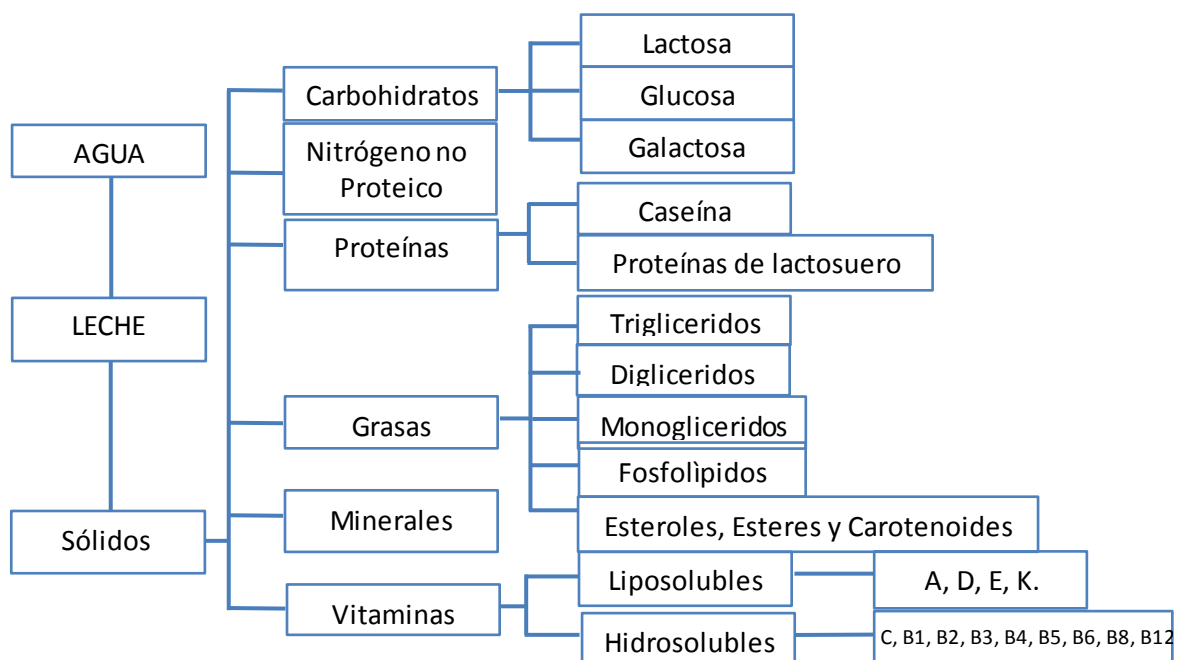 AGUA
LECHE
Sólidos
Carbohidratos
Lactosa
Glucosa
Galactosa
Nitrógeno no
Proteico
Proteínas
Caseína
Proteínas de lactosuero
Grasas
Trigliceridos
Digliceridos
Monogliceridos
Fosfolìpidos
Esteroles, Esteres y Carotenoides
Minerales
Vitaminas
Liposolubles
A, D, E, K.
Hidrosolubles
C, B1, B2, B3, B4, B5, B6, B8, B12